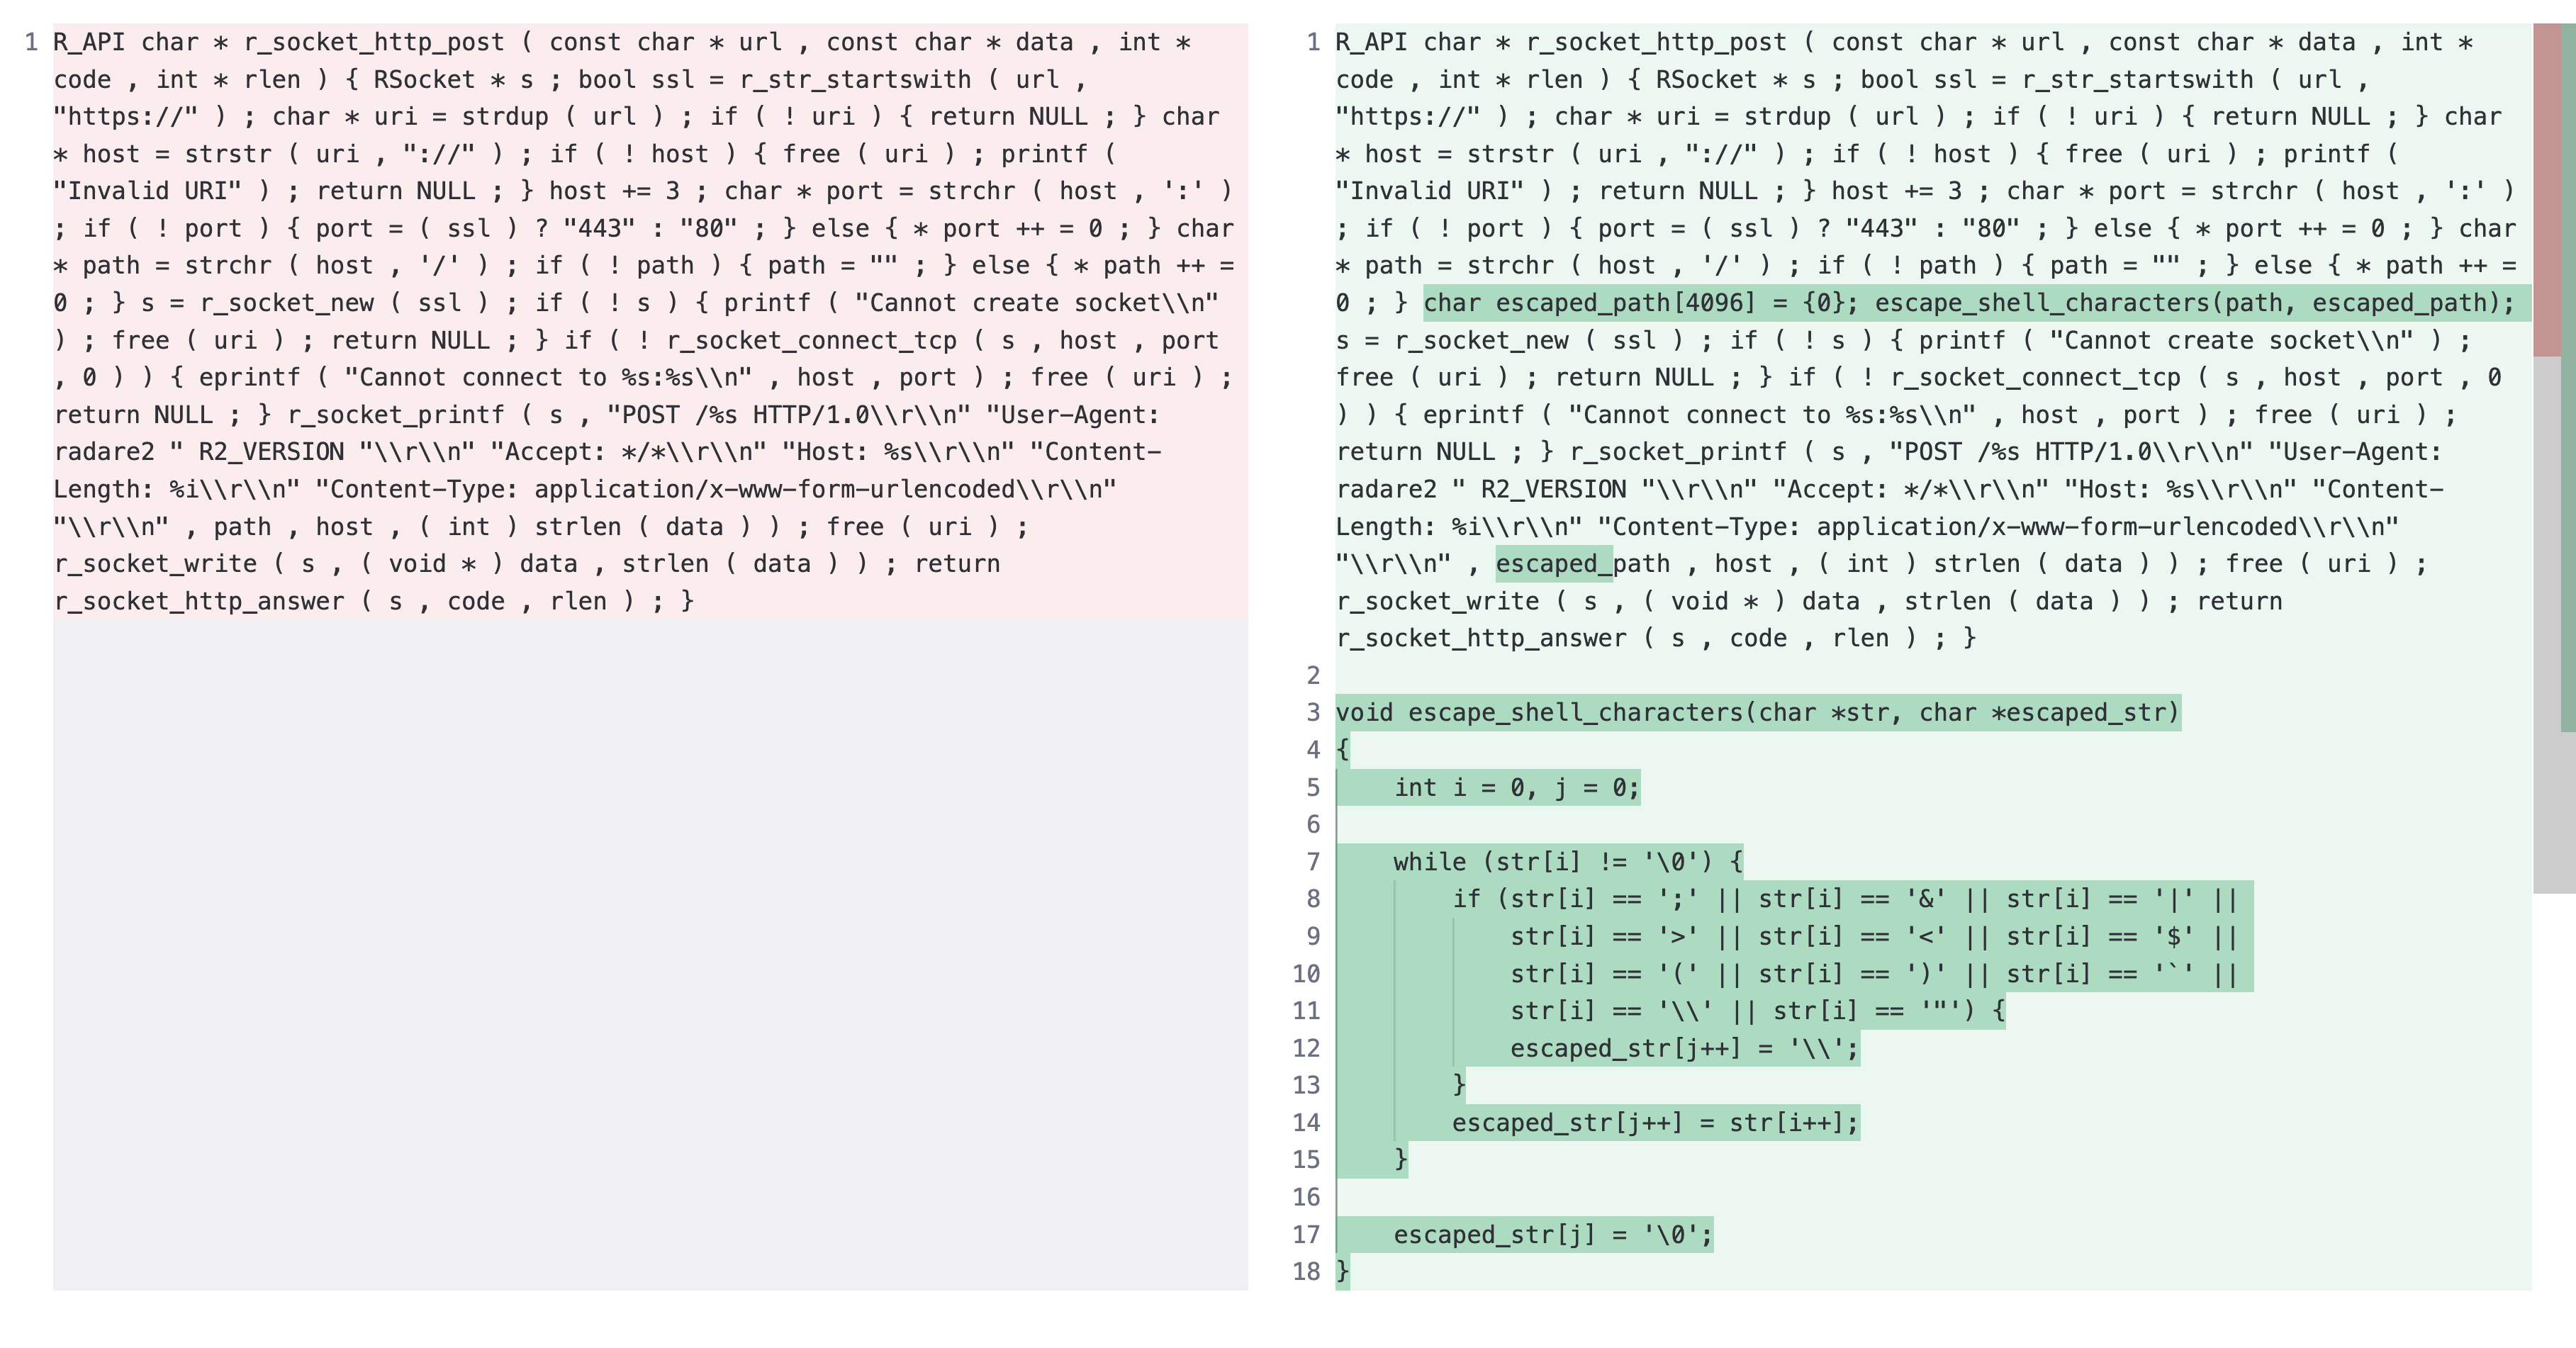 1 R_API char * r_socket_http_post ( const char * url , const char * data , int *
code , int * rlen ) { RSocket * s ; bool ssl = r_str_startswith ( url ,
"https://" ) ; char * uri = strdup ( url ) ; if ( ! uri ) { return NULL ; } char
* host = strstr ( uri , "://" ) ; if ( ! host ) { free ( uri ) ; printf (
"Invalid URI" ) ; return NULL ; } host += 3 ; char * port = strchr ( host , ':' )
; if ( ! port ) { port = ( ssl ) ? "443" : "80" ; } else { * port ++ = 0 ; } char
* path = strchr ( host , '/' ) ; if ( ! path ) { path = "" ; } else { * path ++ =
0 ; } s = r_socket_new ( ssl ) ; if ( ! s ) { printf ( "Cannot create socket\\n"
) ; free ( uri ) ; return NULL ; } if ( ! r_socket_connect_tcp ( s , host , port
, 0 ) ) { eprintf ( "Cannot connect to %s:%s\\n" , host , port ) ; free ( uri ) ;
return NULL ; } r_socket_printf ( s , "POST /%s HTTP/1.0\\r\\n" "User-Agent:
radare2 " R2_VERSION "\\r\\n" "Accept: */*\\r\\n" "Host: %s\\r\\n" "Content-
Length: %i\\r\\n" "Content-Type: application/x-www-form-urlencoded\\r\\n"
"\\r\\n" , path , host , ( int ) strlen ( data ) ) ; free ( uri ) ;
r_socket_write ( s , ( void * ) data , strlen ( data ) ) ; return
r_socket_http_answer ( s , code , rlen ) ; }
1 R_API char * r_socket_http_post ( const char * url , const char * data , int *
code , int * rlen ) { RSocket * s ; bool ssl = r_str_startswith ( url ,
"https://" ) ; char * uri = strdup ( url ) ; if ( ! uri ) { return NULL ; } char
* host = strstr ( uri , "://" ) ; if ( ! host ) { free ( uri ) ; printf (
"Invalid URI" ) ; return NULL ; } host += 3 ; char * port = strchr ( host , ':' )
; if ( ! port ) { port = ( ssl ) ? "443" : "80" ; } else { * port ++ = 0 ; } char
* path = strchr ( host , '/' ) ; if ( ! path ) { path = "" ; } else { * path ++ =
0 ; } char escaped_path[4096] = {0}; escape_shell_characters(path, escaped_path);
s = r_socket_new ( ssl ) ; if ( ! s ) { printf ( "Cannot create socket\\n" ) ;
free ( uri ) ; return NULL ; } if ( ! r_socket_connect_tcp ( s , host , port , 0
) ) { eprintf ( "Cannot connect to %s:%s\\n" , host , port ) ; free ( uri ) ;
return NULL ; } r_socket_printf ( s , "POST /%s HTTP/1.0\\r\\n" "User-Agent:
radare2 " R2_VERSION "\\r\\n" "Accept: */*\\r\\n" "Host: %s\\r\\n" "Content-
Length: %i\\r\\n" "Content-Type: application/x-www-form-urlencoded\\r\\n"
"\\r\\n" , escaped_path , host , ( int ) strlen ( data ) ) ; free ( uri ) ;
r_socket_write ( s , ( void * ) data , strlen ( data ) ) ; return
r_socket_http_answer ( s , code , rlen ) ; }
2
3 void escape_shell_characters(char *str, char *escaped_str)
4 {
5     int i = 0, j = 0;
6
7     while (str[i] != '\0') {
8         if (str[i] == ';' || str[i] == '&' || str[i] == '|' ||
9             str[i] == '>' || str[i] == '<' || str[i] == '$' ||
10             str[i] == '(' || str[i] == ')' || str[i] == '`' ||
11             str[i] == '\\' || str[i] == '"') {
12             escaped_str[j++] = '\\';
13         }
14         escaped_str[j++] = str[i++];
15     }
16
17     escaped_str[j] = '\0';
18 }